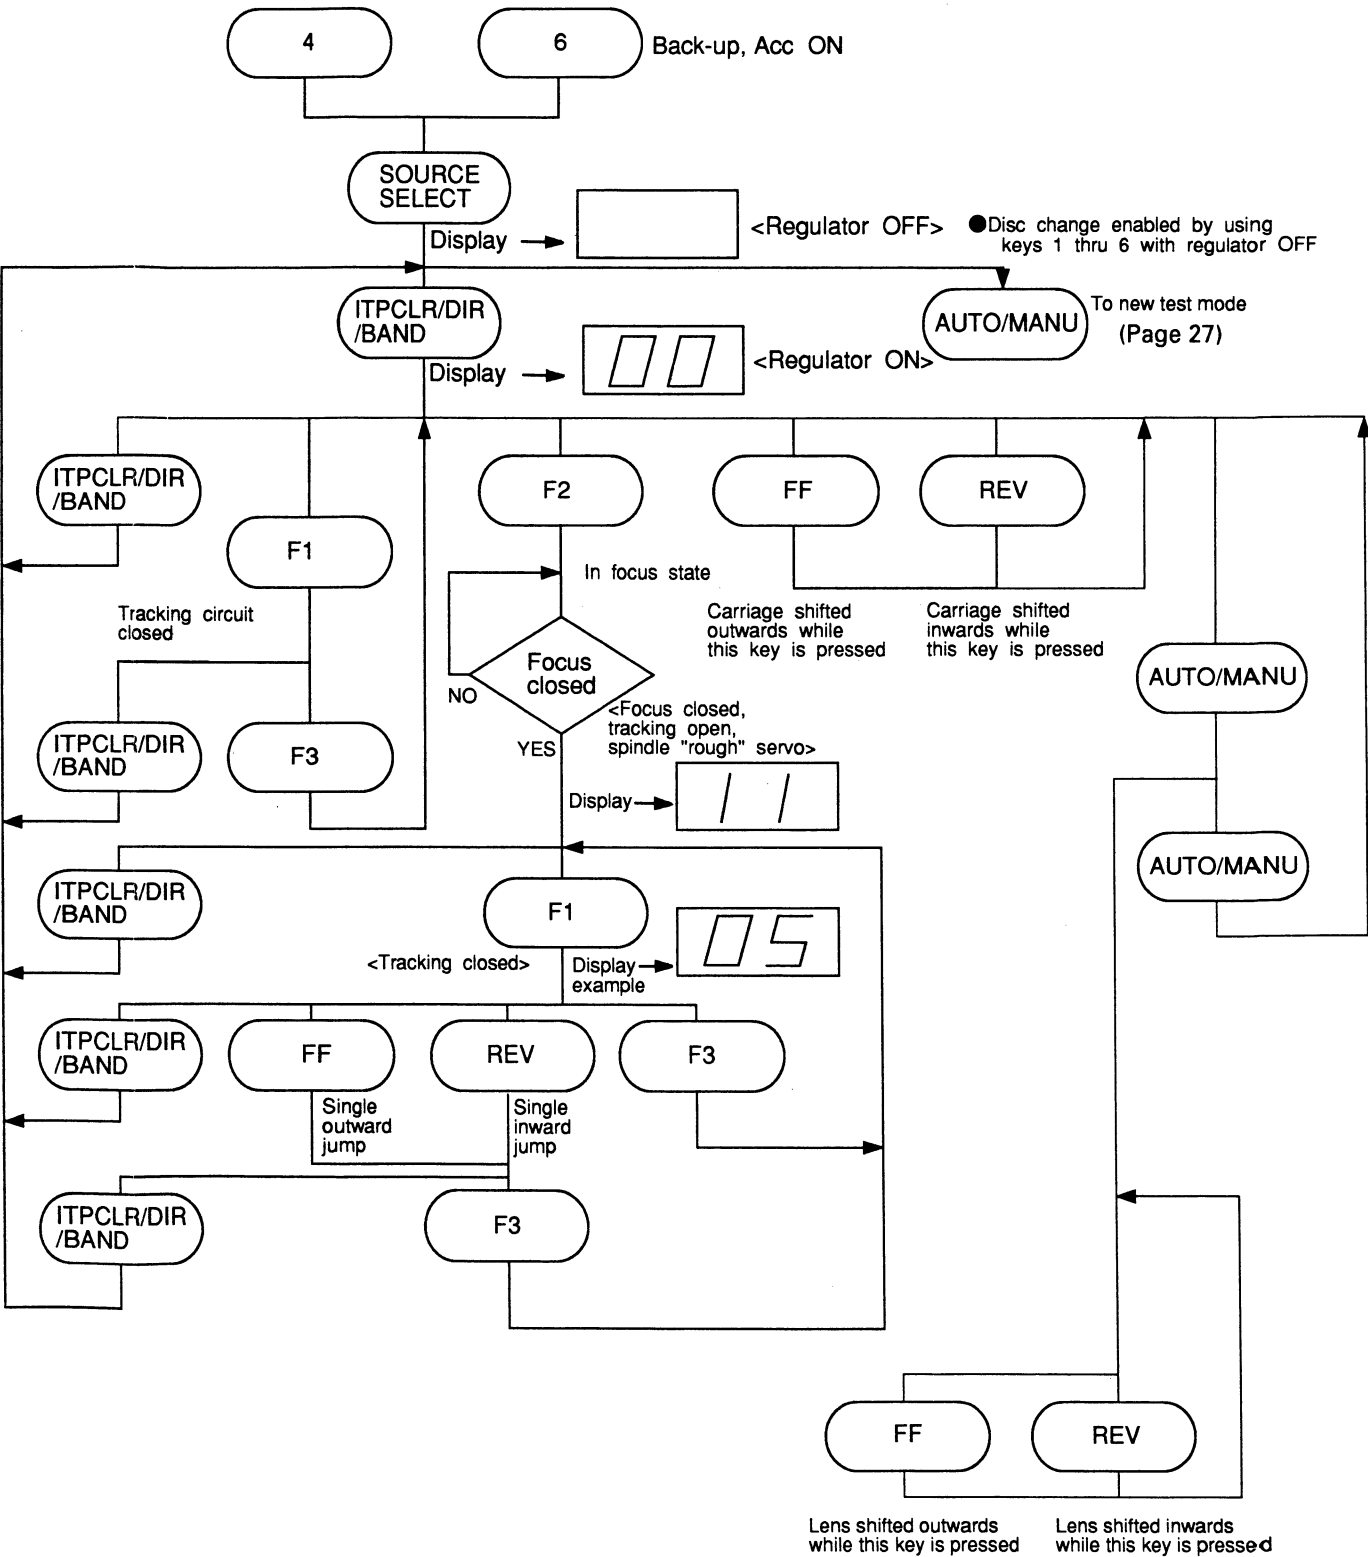 4
6
Back-up, Acc ON
SOURCE
SELECT
Display
<Regulator OFF>
●Disc change enabled by using
keys 1 thru 6 with regulator OFF
ITPCLR/DIR
/BAND
AUTO/MANU
To new test mode
(Page 27)
Display
00
<Regulator ON>
ITPCLR/DIR
/BAND
F1
F2
FF
REV
In focus state
Tracking circuit
closed
Carriage shifted
outwards while
this key is pressed
Carriage shifted
inwards while
this key is pressed
Focus
closed
NO
YES
AUTO/MANU
<Focus closed,
tracking open,
spindle "rough" servo>
ITPCLR/DIR
/BAND
F3
Display
11
AUTO/MANU
ITPCLR/DIR
/BAND
F1
<Tracking closed>
Display
example
05
ITPCLR/DIR
/BAND
FF
REV
F3
Single
outward
jump
Single
inward
jump
ITPCLR/DIR
/BAND
F3
FF
REV
Lens shifted outwards
while this key is pressed
Lens shifted inwards
while this key is pressed